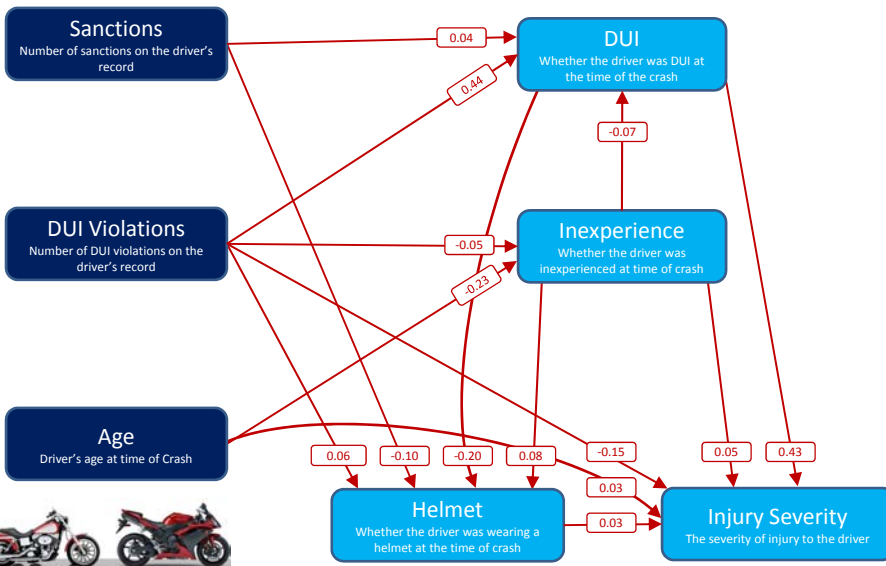 Sanctions
Number of sanctions on the driver's
record
0.04
DUI
Whether the driver was DUI at
the time of the crash
0.44
-0.07
DUI Violations
Number of DUI violations on the
driver's record
-0.05
Inexperience
Whether the driver was
inexperienced at time of crash
-0.23
Age
Driver's age at time of Crash
0.06
-0.10
-0.20
0.08
-0.15
0.05
0.43
0.03
Helmet
Whether the driver was wearing a
helmet at the time of crash
0.03
Injury Severity
The severity of injury to the driver